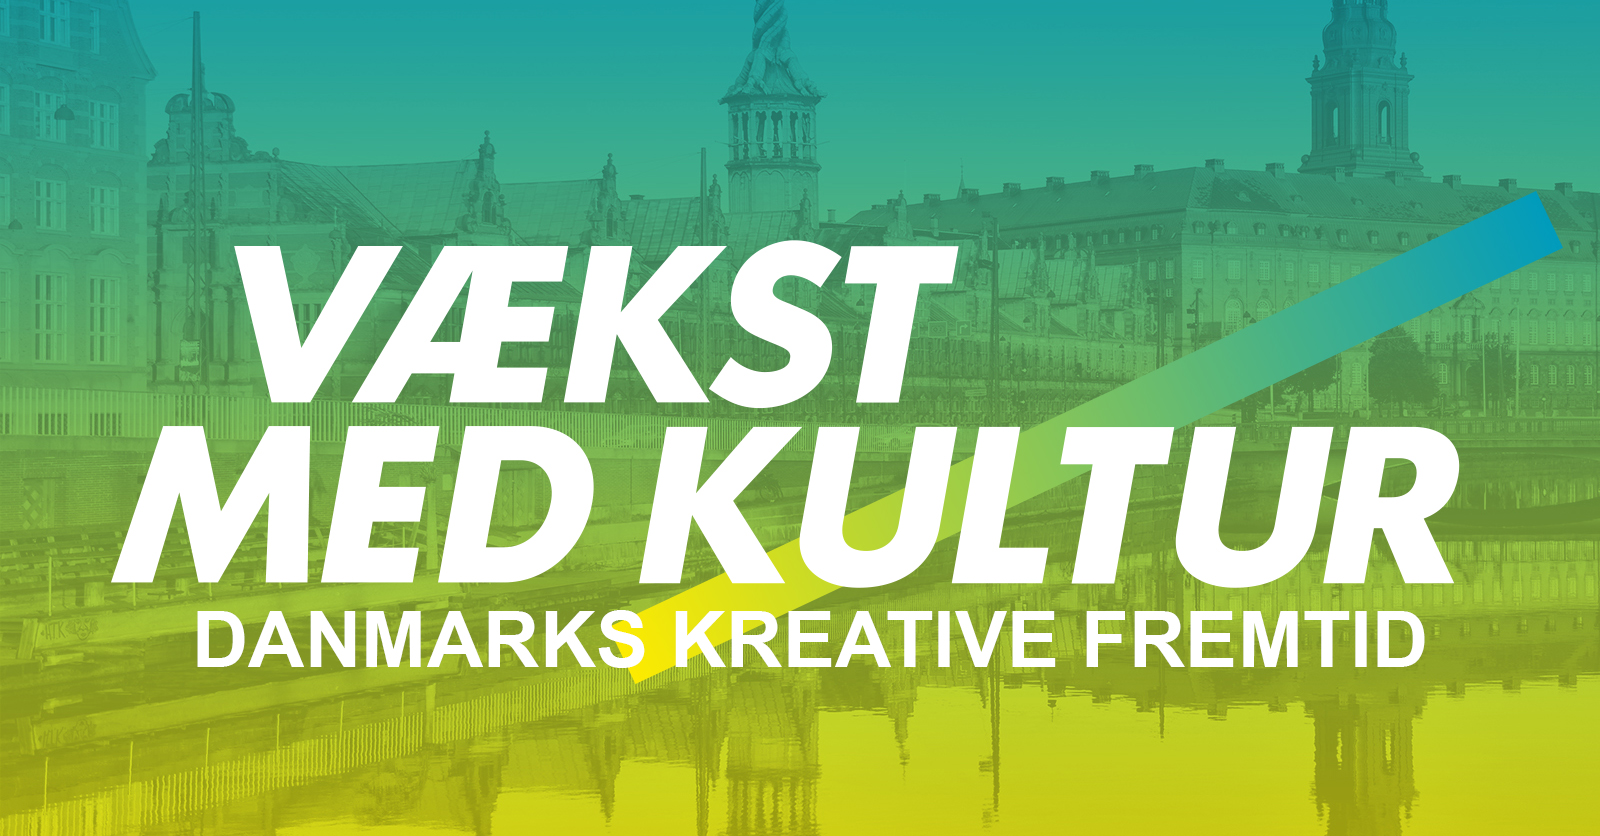 VÆKST
MED KULTUR
DANMARKS KREATIVE FREMTID